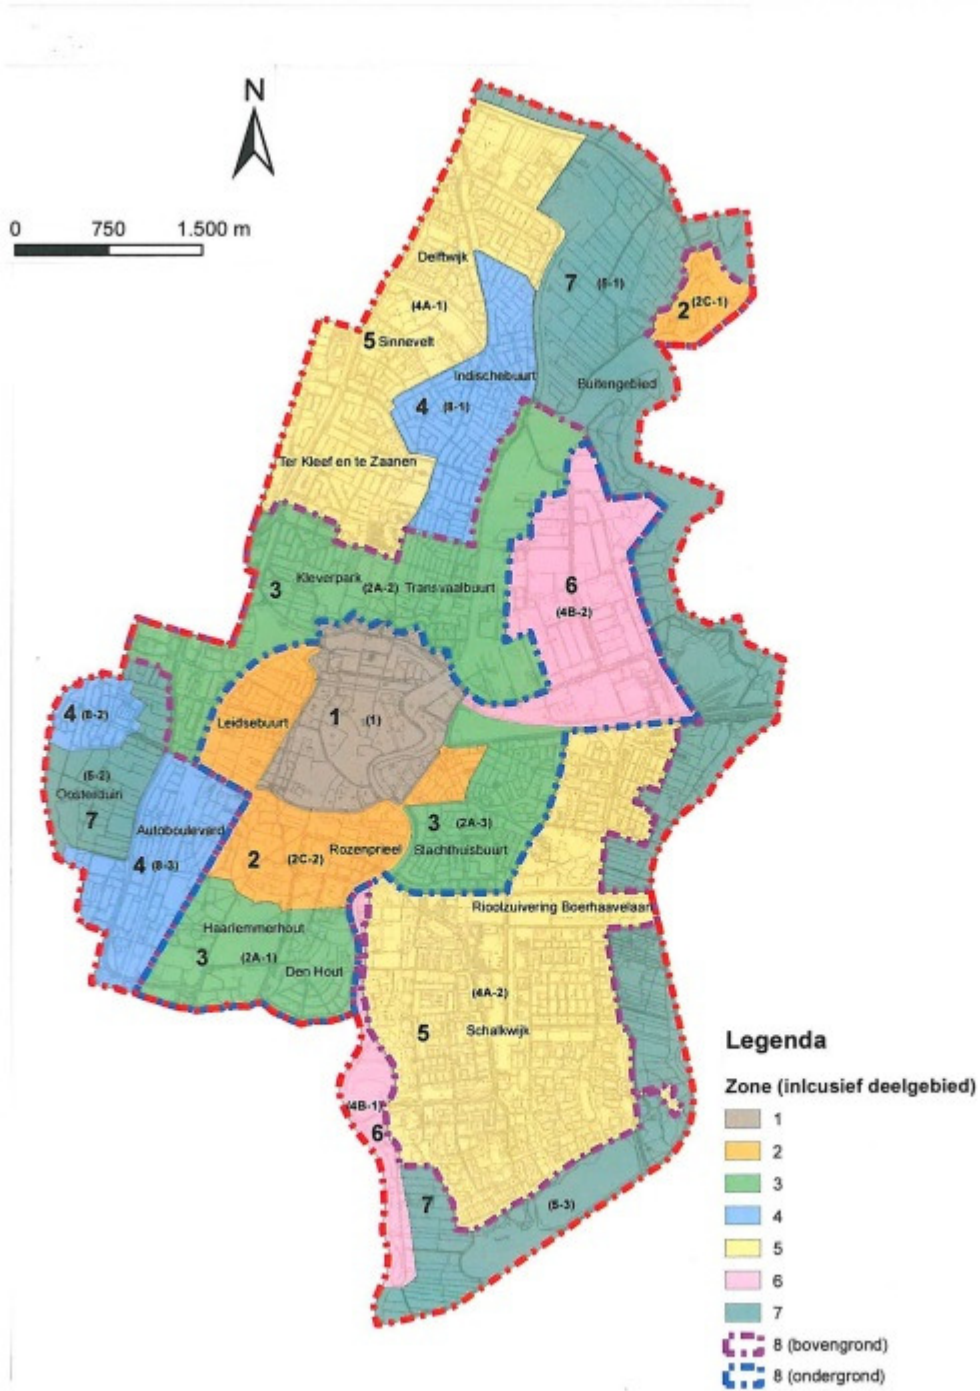 N
0 750 1.500 m
Delftwijk
7 (5-1)
2 (2C-1)
(4A-1)
5 Sinnevelt
Indischebuurt
Buitengebied
4 (8-1)
Ter Kleef en te Zaanen
6
(4B-2)
3 Kleverpark (2A-2) Transvaalbuurt
4 (8-2)
Leidsebuurt
1 (1)
(5-2)
Oosterduin
7
Autoboulevard
3 (2A-3)
4 (8-3)
2 (2C-2) Rozenprieel
Slachthuisbuurt
Rioolzuivering Boerhaavelaan
Haarlemmerhout
3 (2A-1)
Den Hout
(4A-2)
5 Schalkwijk
(4B-1)
6
7
(5-3)
Legenda
Zone (inlcusief deelgebied)
1
2
3
4
5
6
7
8 (bovengrond)
8 (ondergrond)